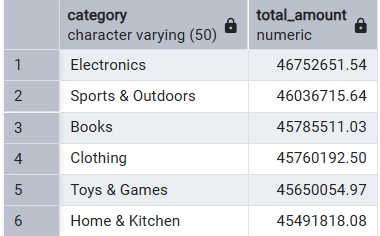 category total_amount
character varying (50) numeric
1 Electronics 46752651.54
2 Sports & Outdoors 46036715.64
3 Books 45785511.03
4 Clothing 45760192.50
5 Toys & Games 45650054.97
6 Home & Kitchen 45491818.08